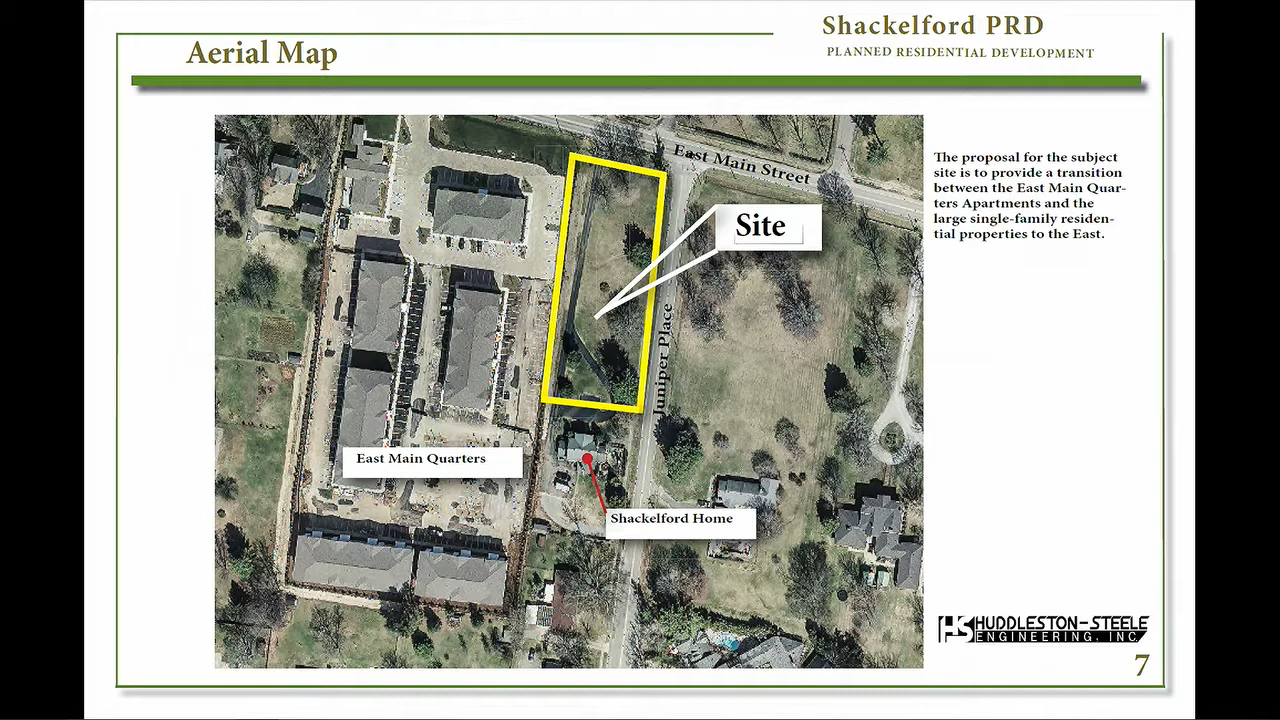 Shackelford PRD
Aerial Map
PLANNED RESIDENTIAL DEVELOPMENT
East Main Street
The proposal for the subject
site is to provide a transition
between the East Main Quar-
ters Apartments and the
large single-family residen-
tial properties to the East.
Site
Juniper Place
East Main Quarters
Shackelford Home
HS HUDDLESTON-STEELE
ENGINEERING, INC.
7